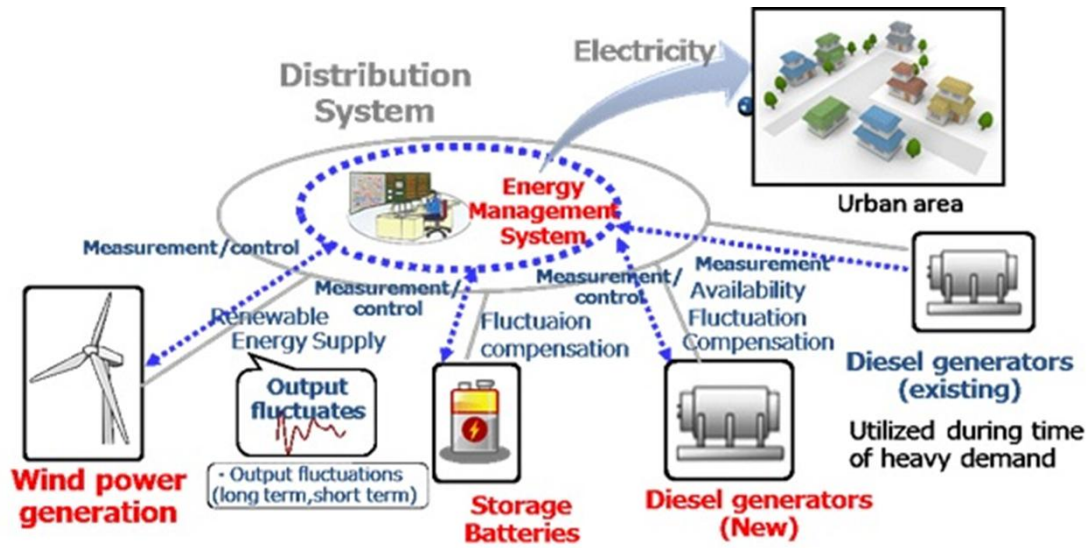 Electricity
Distribution
System
Energy
Management
System
Urban area
Measurement/control
Measurement/
control
Measurement/
control
Measurement
Availability
Fluctuation
Compensation
Renewable
Energy Supply
Fluctuaion
compensation
Output
fluctuates
- Output fluctuations
(long term,short term)
Wind power
generation
Storage
Batteries
Diesel generators
(New)
Diesel generators
(existing)
Utilized during time
of heavy demand